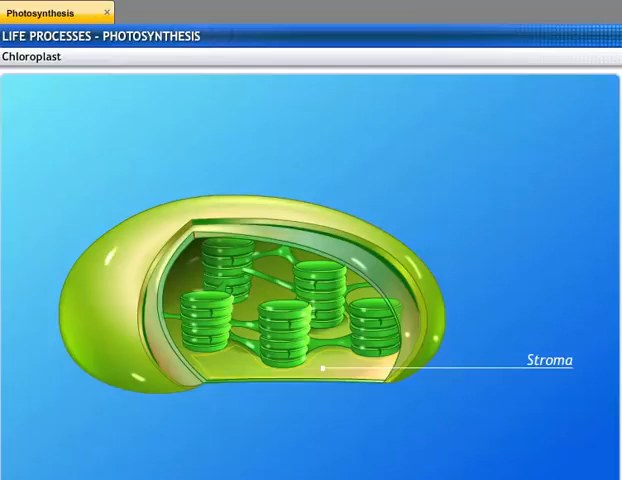 Photosynthesis
LIFE PROCESSES - PHOTOSYNTHESIS
Chloroplast
Stroma